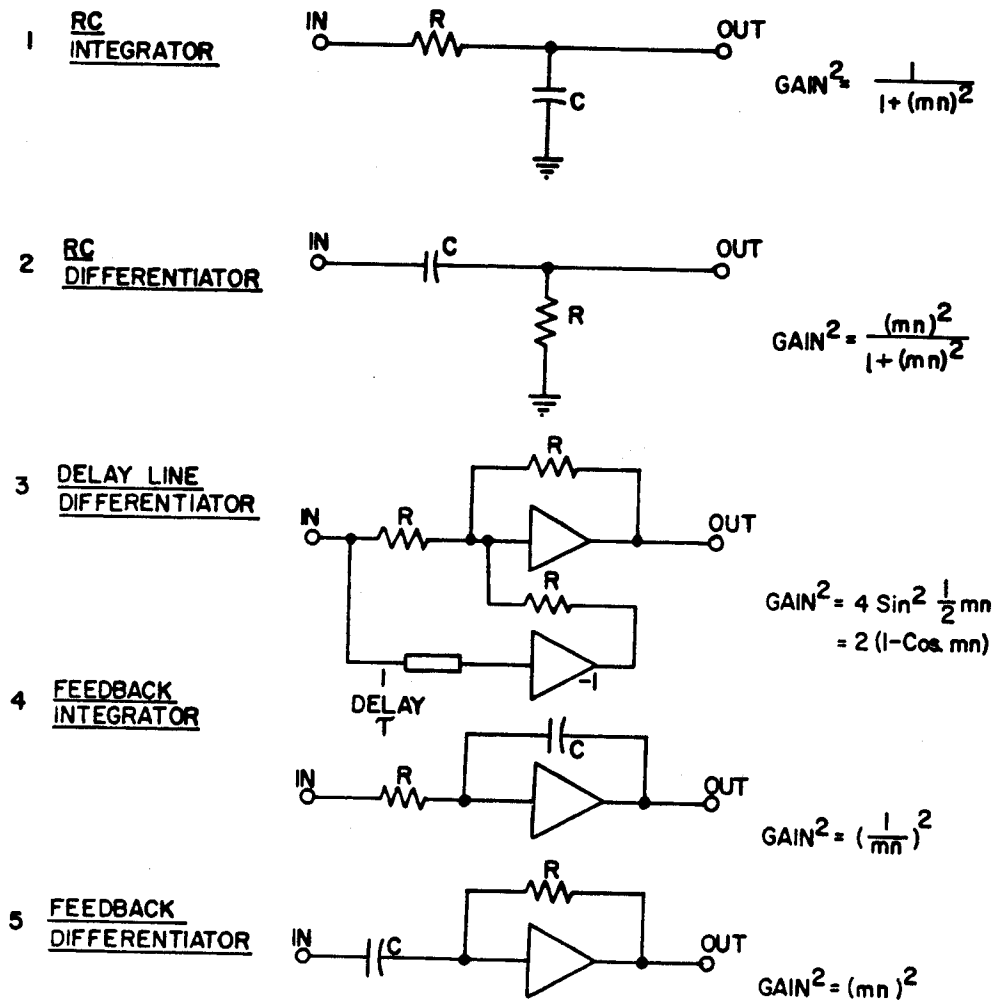 1 RC INTEGRATOR
IN R OUT
C
GAIN² = 1 / 1 + (mn)²
2 RC DIFFERENTIATOR
IN C OUT
R
GAIN² = (mn)² / 1 + (mn)²
3 DELAY LINE DIFFERENTIATOR
R
IN R OUT
R
GAIN² = 4 Sin² 1/2 mn
= 2 (1-Cos. mn)
-1
1
DELAY
T
4 FEEDBACK INTEGRATOR
C
IN R OUT
GAIN² = (1/mn)²
5 FEEDBACK DIFFERENTIATOR
R
IN C OUT
GAIN² = (mn)²